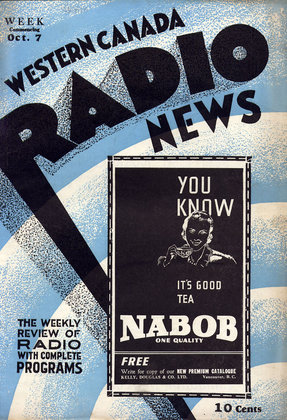 WEEK
Commencing
Oct. 7
WESTERN CANADA
RADIO
NEWS
YOU
KNOW
IT'S GOOD
TEA
NABOB
ONE QUALITY
FREE
Write for copy of our NEW PREMIUM CATALOGUE
KELLY, DOUGLAS & CO. LTD. Vancouver, B.C.
THE WEEKLY
REVIEW OF
RADIO
WITH COMPLETE
PROGRAMS
10 Cents